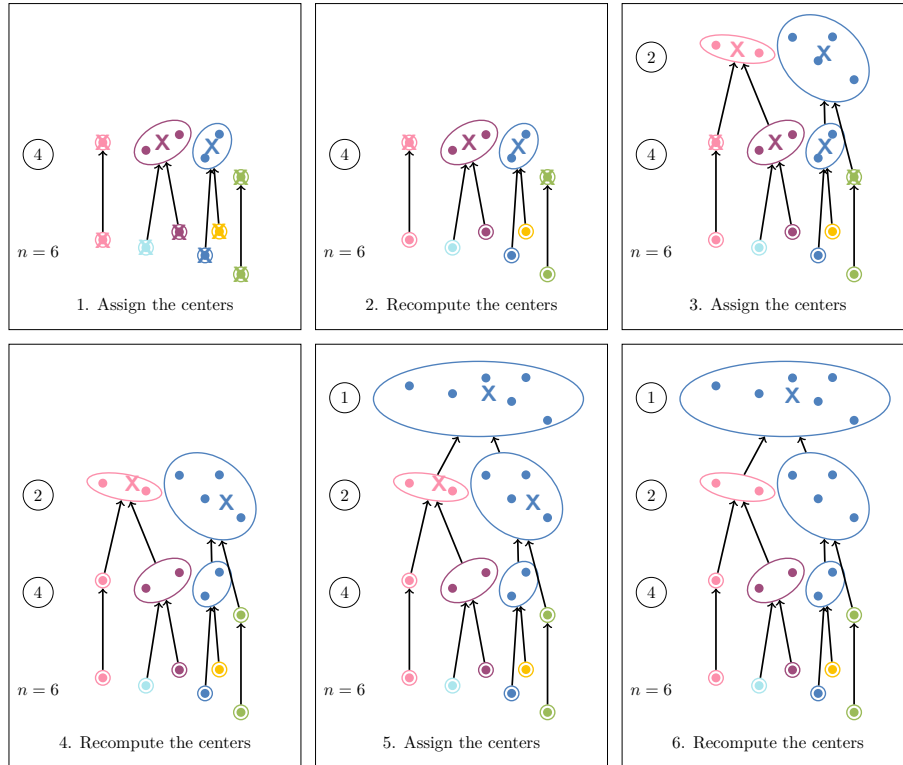 4
n = 6
1. Assign the centers
4
n = 6
2. Recompute the centers
2
4
n = 6
3. Assign the centers
2
4
n = 6
4. Recompute the centers
1
2
4
n = 6
5. Assign the centers
1
2
4
n = 6
6. Recompute the centers